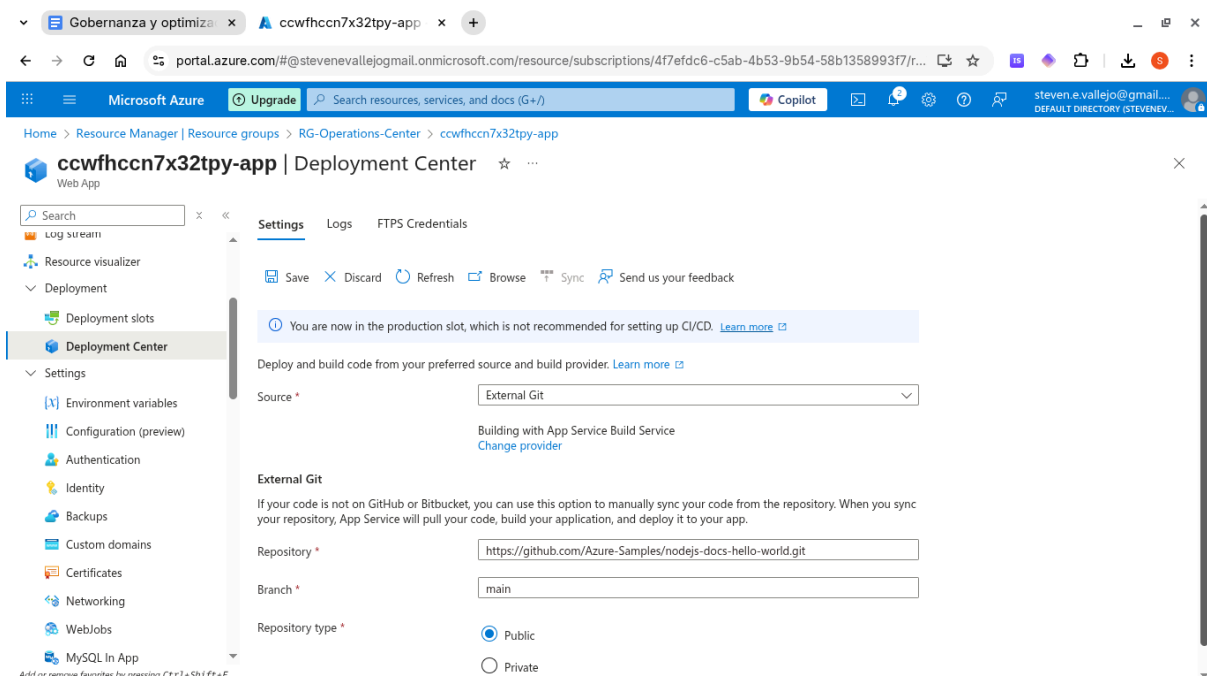 Gobernanza y optimiza
ccwfhccn7x32tpy-app
portal.azure.com/#@stevenevallejogmail.onmicrosoft.com/resource/subscriptions/4f7efdc6-c5ab-4b53-9b54-58b1358993f7/r...
IS
S
Microsoft Azure
Upgrade
Search resources, services, and docs (G+/)
Copilot
2
steven.e.vallejo@gmail....
DEFAULT DIRECTORY (STEVENEV...
Home > Resource Manager | Resource groups > RG-Operations-Center > ccwfhccn7x32tpy-app
ccwfhccn7x32tpy-app | Deployment Center
Web App
Search
Log stream
Resource visualizer
Deployment
Deployment slots
Deployment Center
Settings
Environment variables
Configuration (preview)
Authentication
Identity
Backups
Custom domains
Certificates
Networking
WebJobs
MySQL In App
Add or remove favorites by pressing Ctrl+Shift+F
Settings Logs FTPS Credentials
Save Discard Refresh Browse Sync Send us your feedback
You are now in the production slot, which is not recommended for setting up CI/CD. Learn more
Deploy and build code from your preferred source and build provider. Learn more
Source * External Git
Building with App Service Build Service
Change provider
External Git
If your code is not on GitHub or Bitbucket, you can use this option to manually sync your code from the repository. When you sync
your repository, App Service will pull your code, build your application, and deploy it to your app.
Repository * https://github.com/Azure-Samples/nodejs-docs-hello-world.git
Branch * main
Repository type * Public
Private